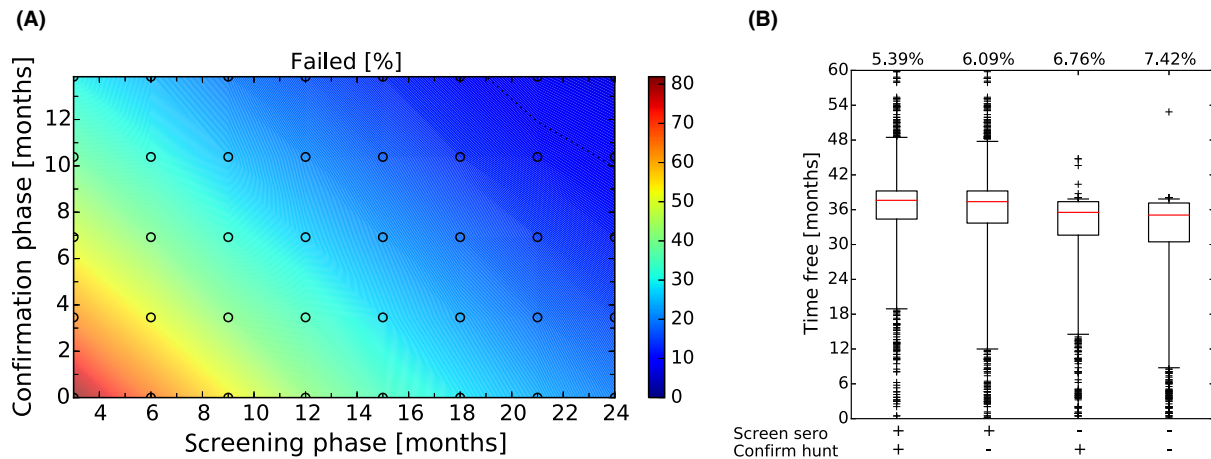 (A)
Failed [%]
Confirmation phase [months]
12
10
8
6
4
2
0
4 6 8 10 12 14 16 18 20 22 24
Screening phase [months]
80
70
60
50
40
30
20
10
0
(B)
5.39% 6.09% 6.76% 7.42%
Time free [months]
60
54
48
42
36
30
24
18
12
6
0
Screen sero + + - -
Confirm hunt + - + -